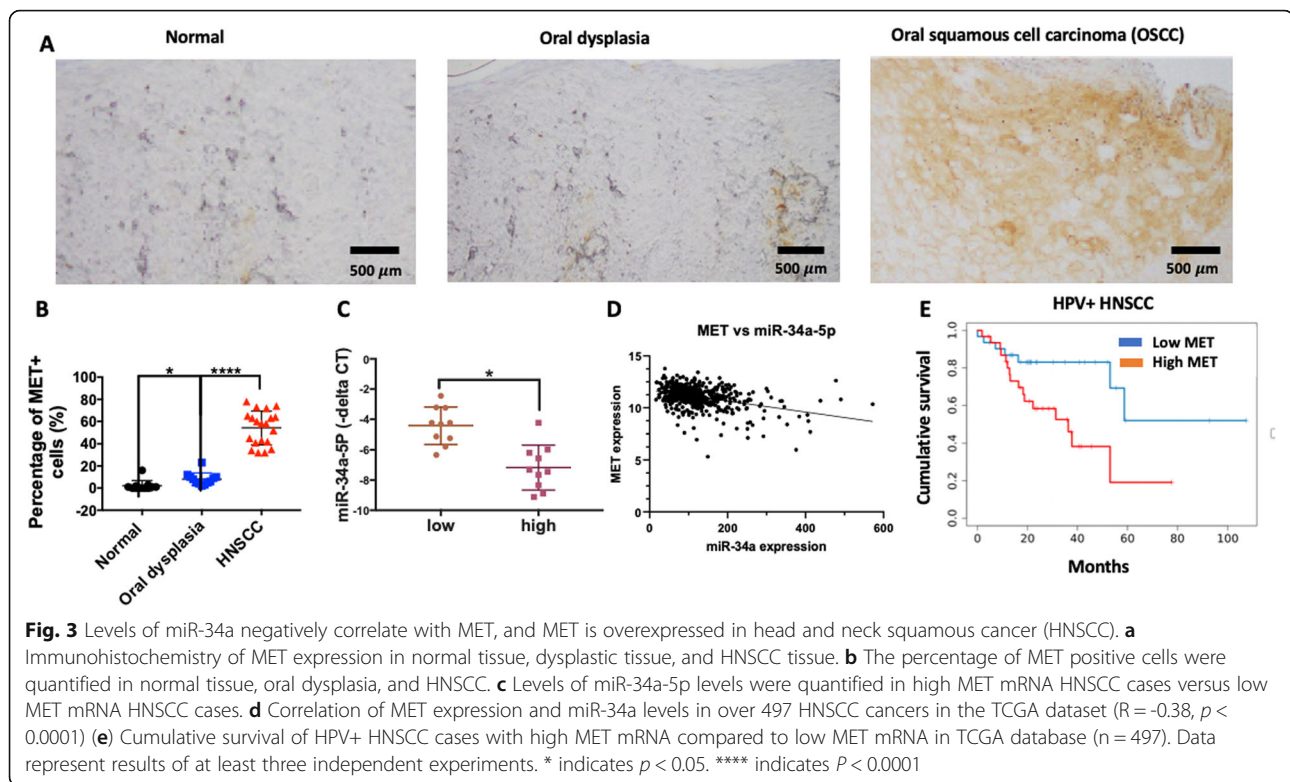 A
Normal
Oral dysplasia
Oral squamous cell carcinoma (OSCC)
500 μm
500 μm
500 μm
B
Percentage of MET+
cells (%)
100
80
60
40
20
0
-20
*
****
Normal
Oral dysplasia
HNSCC
C
miR-34a-5P (-delta CT)
0
-2
-4
-6
-8
-10
*
low
high
D
MET vs miR-34a-5p
MET expression
15
10
5
0
0
200
400
600
miR-34a expression
E
HPV+ HNSCC
Low MET
High MET
Cumulative survival
1.0
0.8
0.6
0.4
0.2
0.0
0
20
40
60
80
100
Months
Fig. 3 Levels of miR-34a negatively correlate with MET, and MET is overexpressed in head and neck squamous cancer (HNSCC). a
Immunohistochemistry of MET expression in normal tissue, dysplastic tissue, and HNSCC tissue. b The percentage of MET positive cells were
quantified in normal tissue, oral dysplasia, and HNSCC. c Levels of miR-34a-5p levels were quantified in high MET mRNA HNSCC cases versus low
MET mRNA HNSCC cases. d Correlation of MET expression and miR-34a levels in over 497 HNSCC cancers in the TCGA dataset (R = -0.38, p <
0.0001) (e) Cumulative survival of HPV+ HNSCC cases with high MET mRNA compared to low MET mRNA in TCGA database (n = 497). Data
represent results of at least three independent experiments. * indicates p < 0.05. **** indicates P < 0.0001